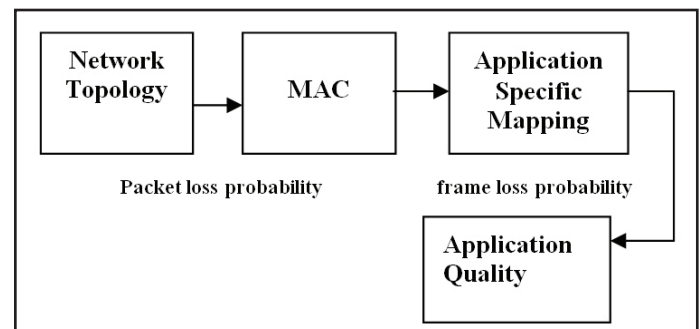 Network
Topology
MAC
Application
Specific
Mapping
Packet loss probability
frame loss probability
Application
Quality